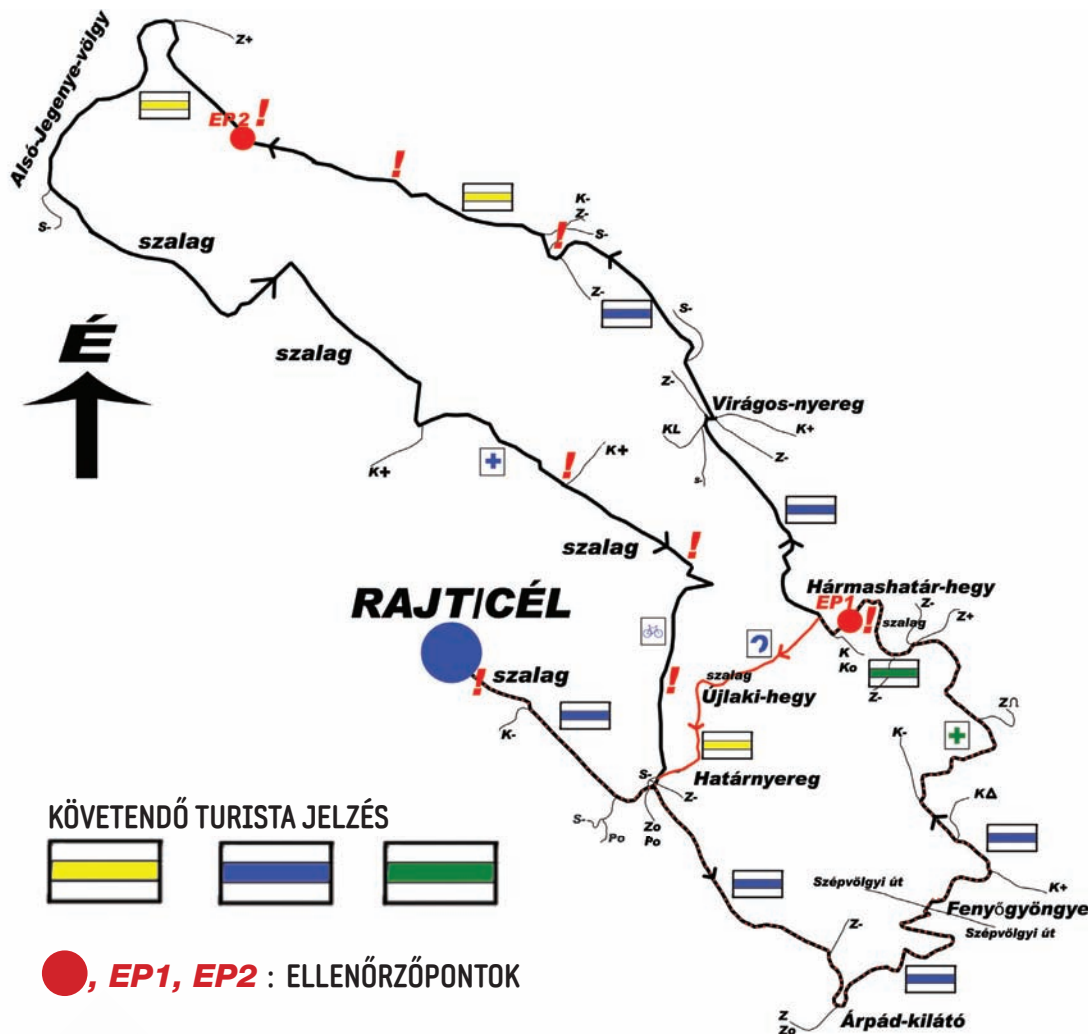 Z+
Alsó-Jegenye-völgy
EP2 !
!
K-
Z-
S-
!
S-
szalag
Z-
S-
É
szalag
Z-
Virágos-nyereg
KL
K+
Z-
s-
K+
K+
!
szalag
!
Hármashatár-hegy
EP1
!
Z-
szalag
Z+
RAJT/CÉL
K
Ko
Z-
szalag
!
szalag
!
Újlaki-hegy
ZΩ
K-
K-
S-
Határnyereg
Z-
KΔ
KÖVETENDŐ TURISTA JELZÉS
S-
Po
Zo
Po
Szépvölgyi út
K+
Fenyőgyöngye
Z-
Szépvölgyi út
, EP1, EP2 : ELLENŐRZŐPONTOK
Z
Zo
Árpád-kilátó